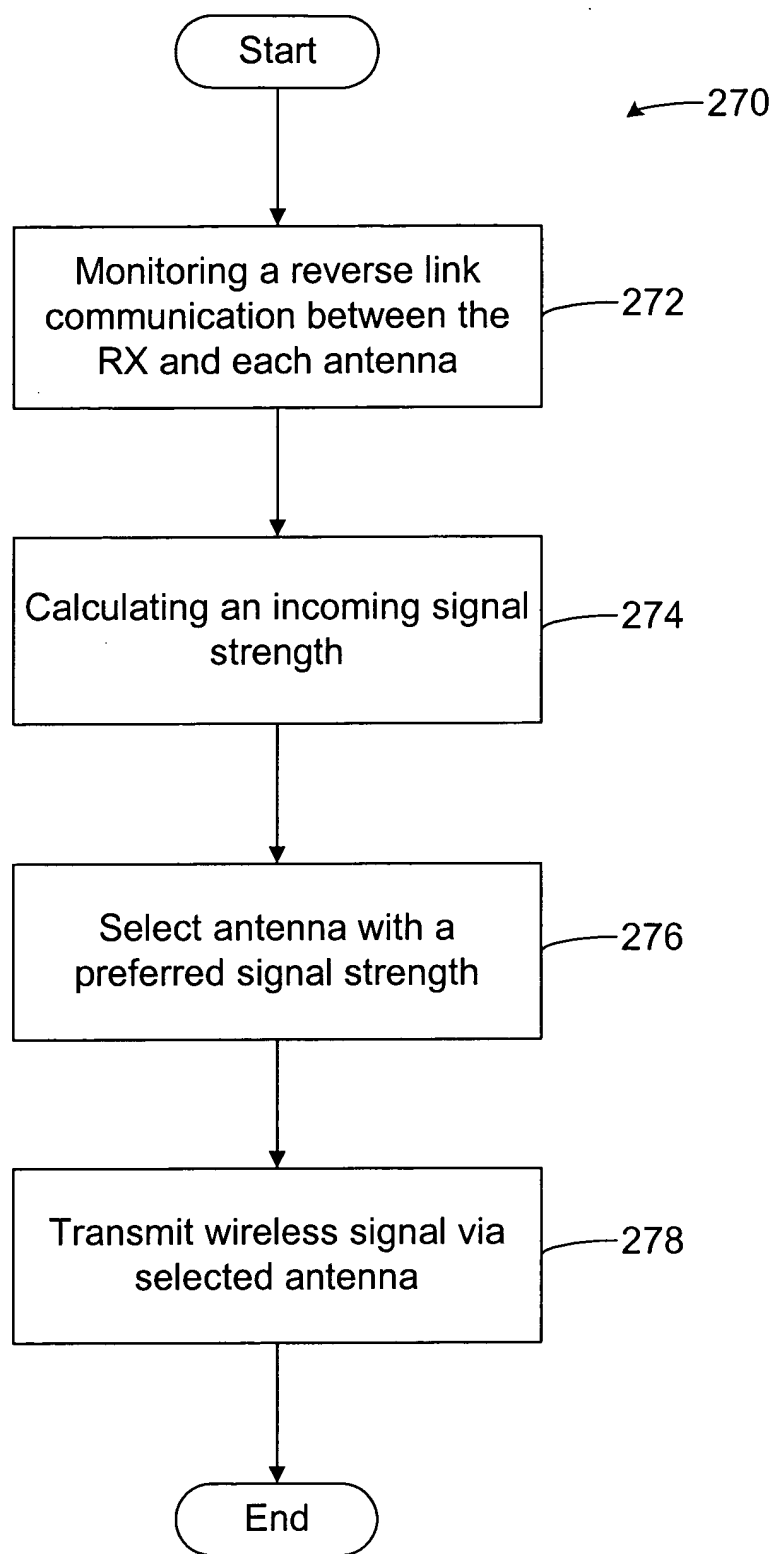 Start
270
Monitoring a reverse link
communication between the
RX and each antenna
272
Calculating an incoming signal
strength
274
Select antenna with a
preferred signal strength
276
Transmit wireless signal via
selected antenna
278
End